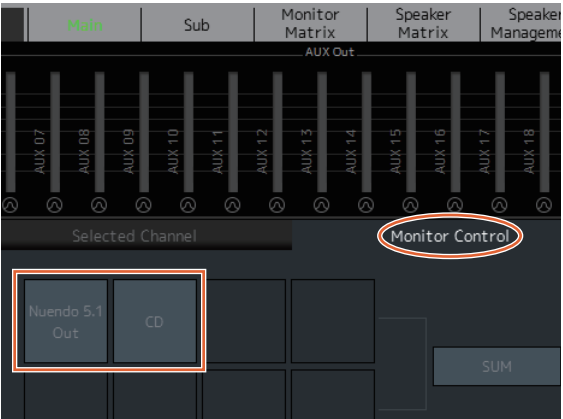 Main
Sub
Monitor
Matrix
Speaker
Matrix
Speaker
Manageme
AUX Out
AUX 07
AUX 08
AUX 09
AUX 10
AUX 11
AUX 12
AUX 13
AUX 14
AUX 15
AUX 16
AUX 17
AUX 18
Selected Channel
Monitor Control
Nuendo 5.1
Out
CD
SUM